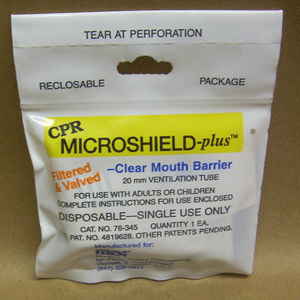 TEAR AT PERFORATION
RECLOSABLE PACKAGE
CPR
MICROSHIELD-plus™
Filtered & Valved
–Clear Mouth Barrier
20 mm VENTILATION TUBE
FOR USE WITH ADULTS OR CHILDREN
COMPLETE INSTRUCTIONS FOR USE ENCLOSED
DISPOSABLE—SINGLE USE ONLY
CAT. NO. 76-345 QUANTITY 1 EA.
PAT. NO. 4819628. OTHER PATENTS PENDING.
Manufactured for: